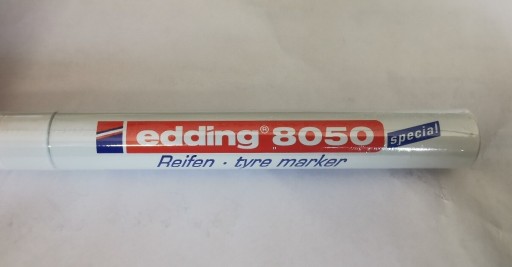 edding® 8050 special
Reifen · tyre marker